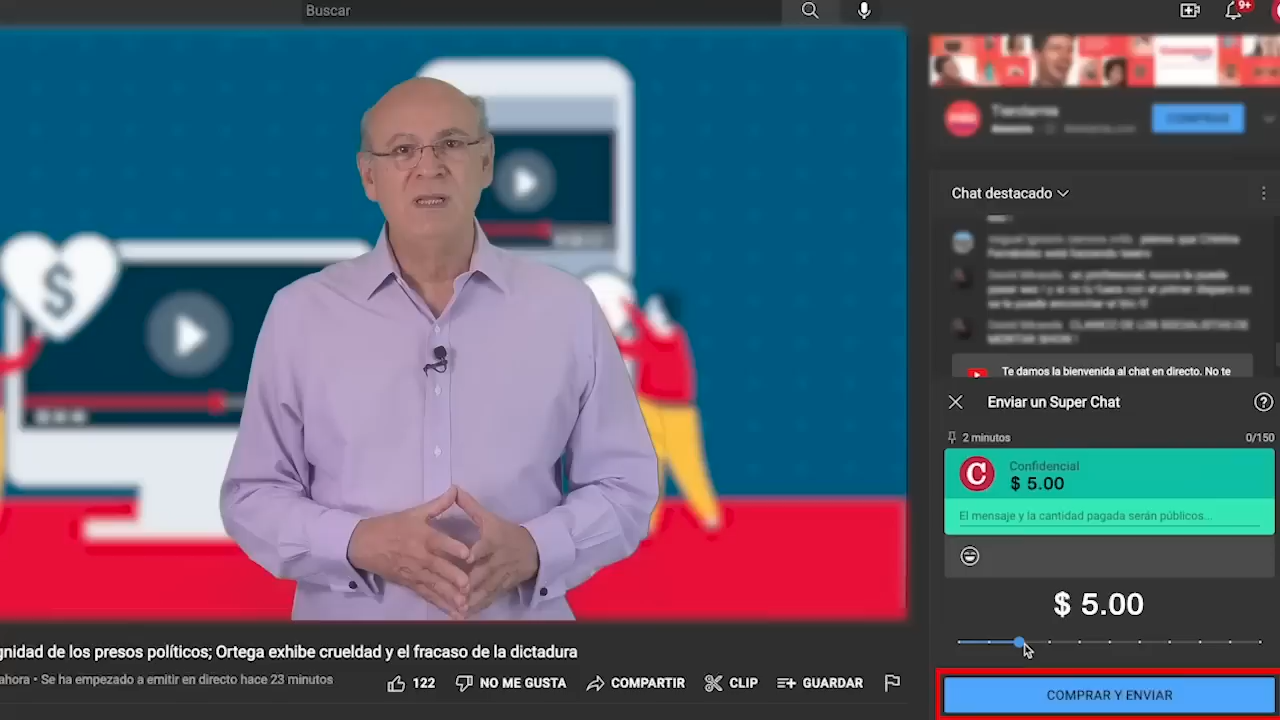 Buscar
9+
Chat destacado
Te damos la bienvenida al chat en directo. No te
Enviar un Super Chat
2 minutos
0/150
C
Confidencial
$ 5.00
El mensaje y la cantidad pagada serán públicos...
$ 5.00
COMPRAR Y ENVIAR
$
gnidad de los presos políticos; Ortega exhibe crueldad y el fracaso de la dictadura
ahora • Se ha empezado a emitir en directo hace 23 minutos
122
NO ME GUSTA
COMPARTIR
CLIP
GUARDAR